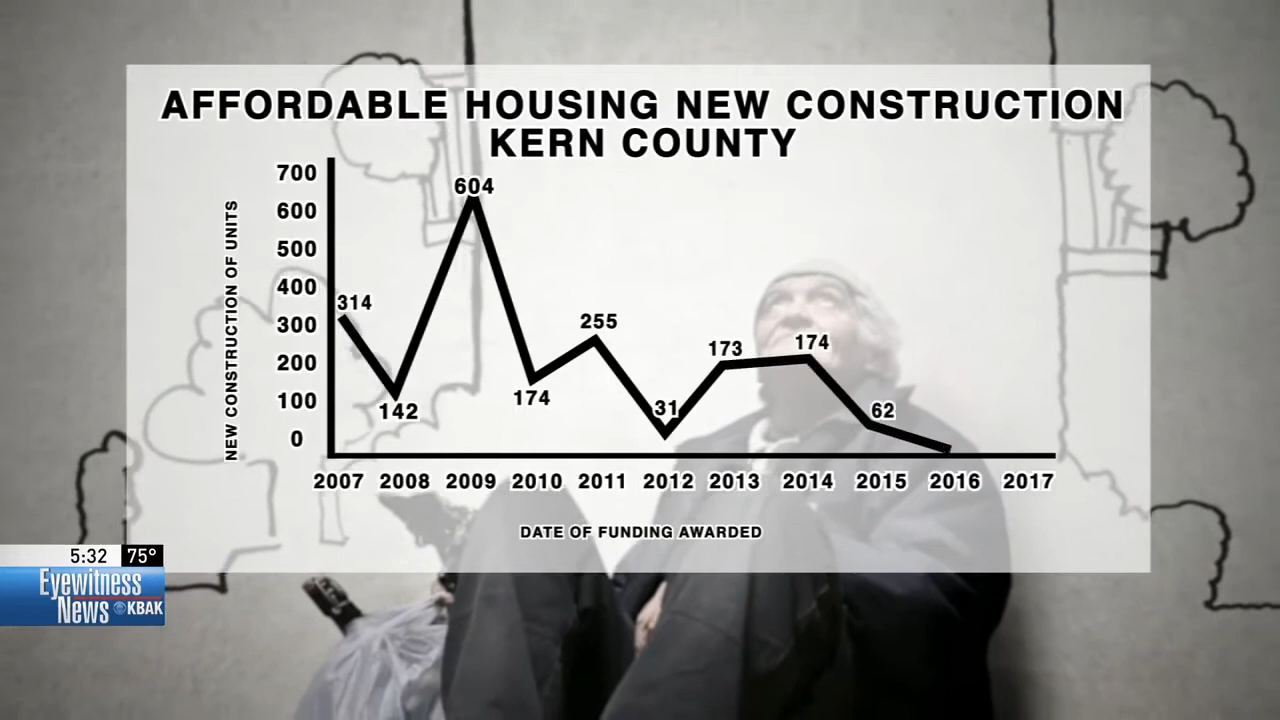 AFFORDABLE HOUSING NEW CONSTRUCTION
KERN COUNTY
NEW CONSTRUCTION OF UNITS
700
600
500
400
300
200
100
0
314
142
604
174
255
31
173
174
62
2007 2008 2009 2010 2011 2012 2013 2014 2015 2016 2017
DATE OF FUNDING AWARDED
5:32 75°
Eyewitness
News KBAK